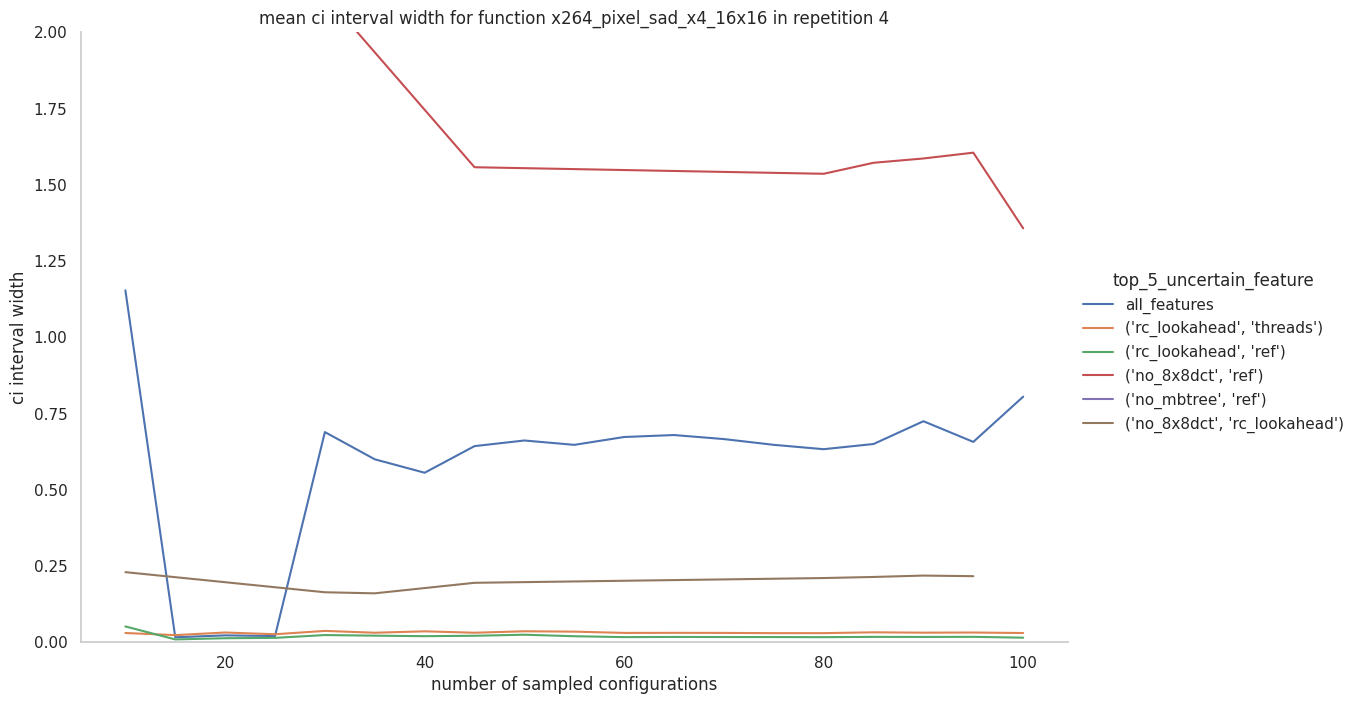 mean ci interval width for function x264_pixel_sad_x4_16x16 in repetition 4
2.00
1.75
1.50
1.25
1.00
0.75
0.50
0.25
0.00
ci interval width
20
40
60
80
100
number of sampled configurations
top_5_uncertain_feature
all_features
('rc_lookahead', 'threads')
('rc_lookahead', 'ref')
('no_8x8dct', 'ref')
('no_mbtree', 'ref')
('no_8x8dct', 'rc_lookahead')